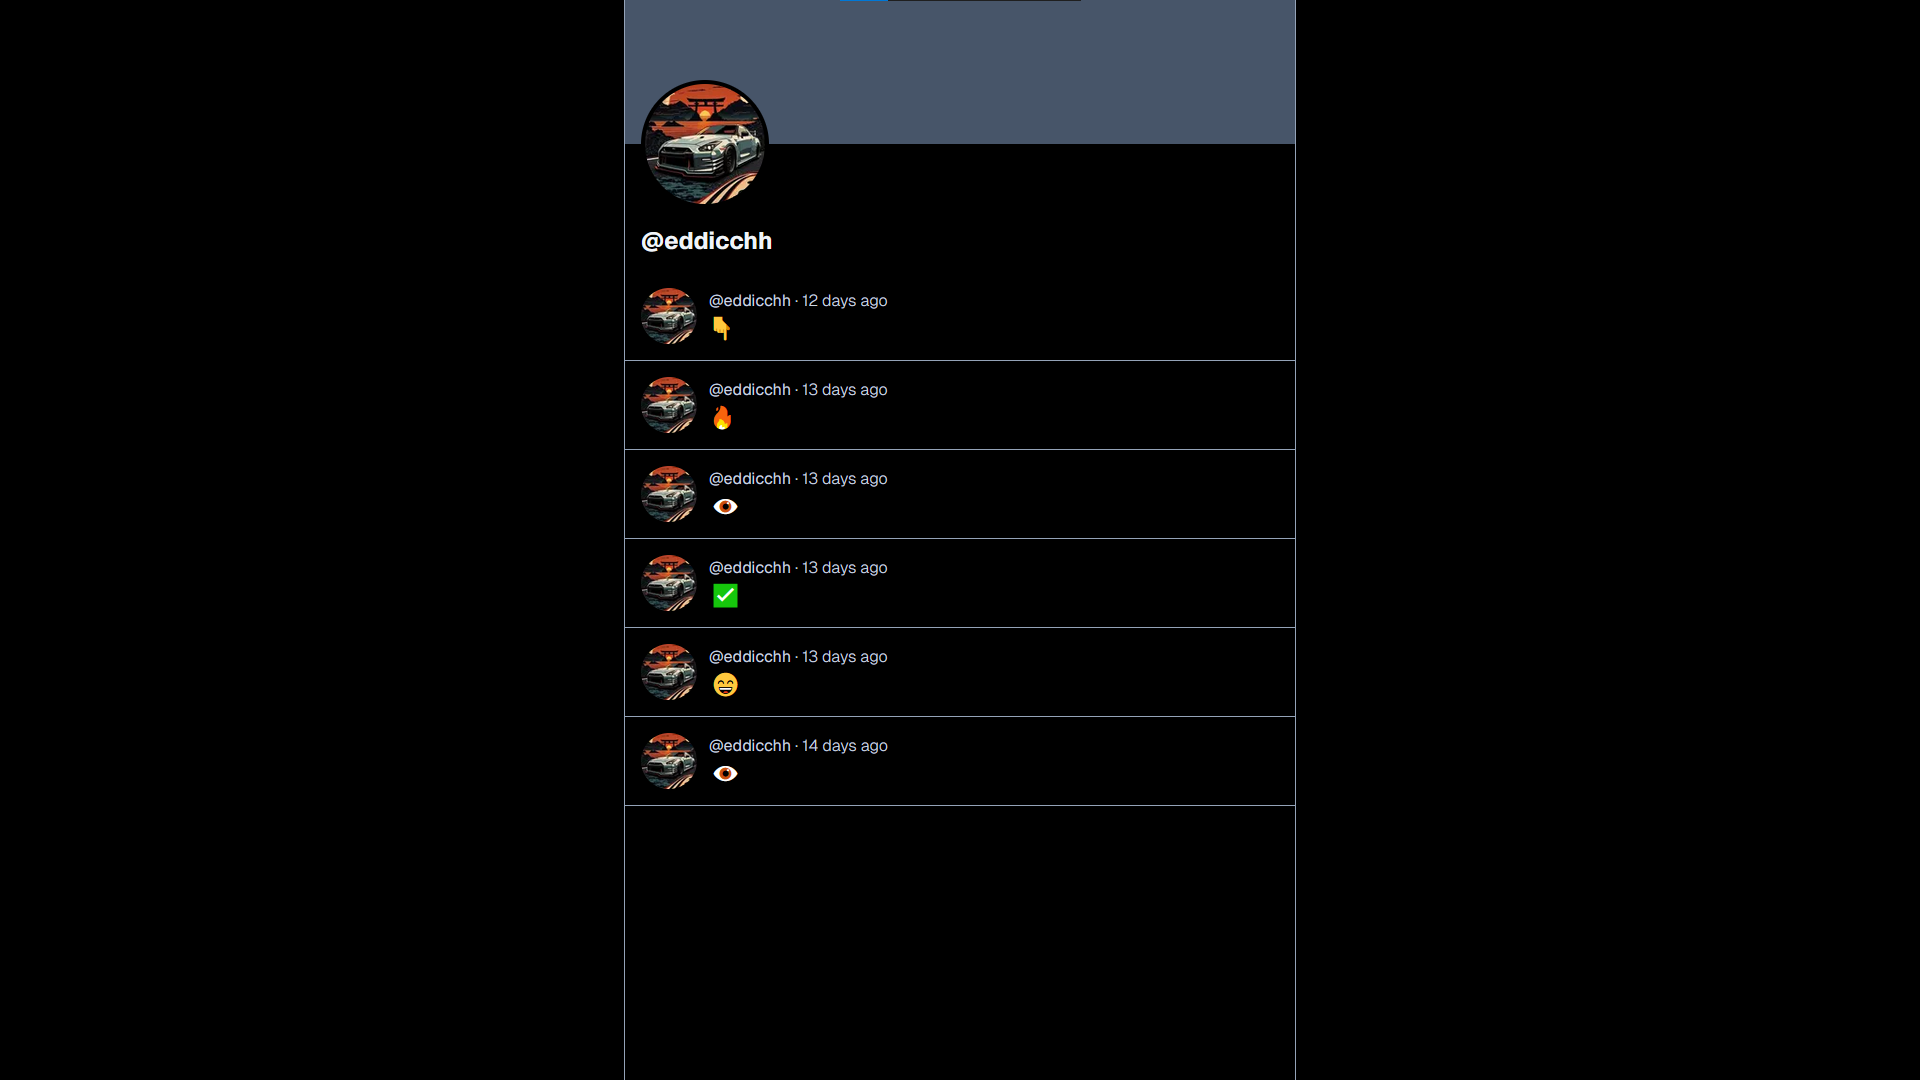 @eddicchh
@eddicchh · 12 days ago
👇
@eddicchh · 13 days ago
🔥
@eddicchh · 13 days ago
👁️
@eddicchh · 13 days ago
✅
@eddicchh · 13 days ago
😄
@eddicchh · 14 days ago
👁️